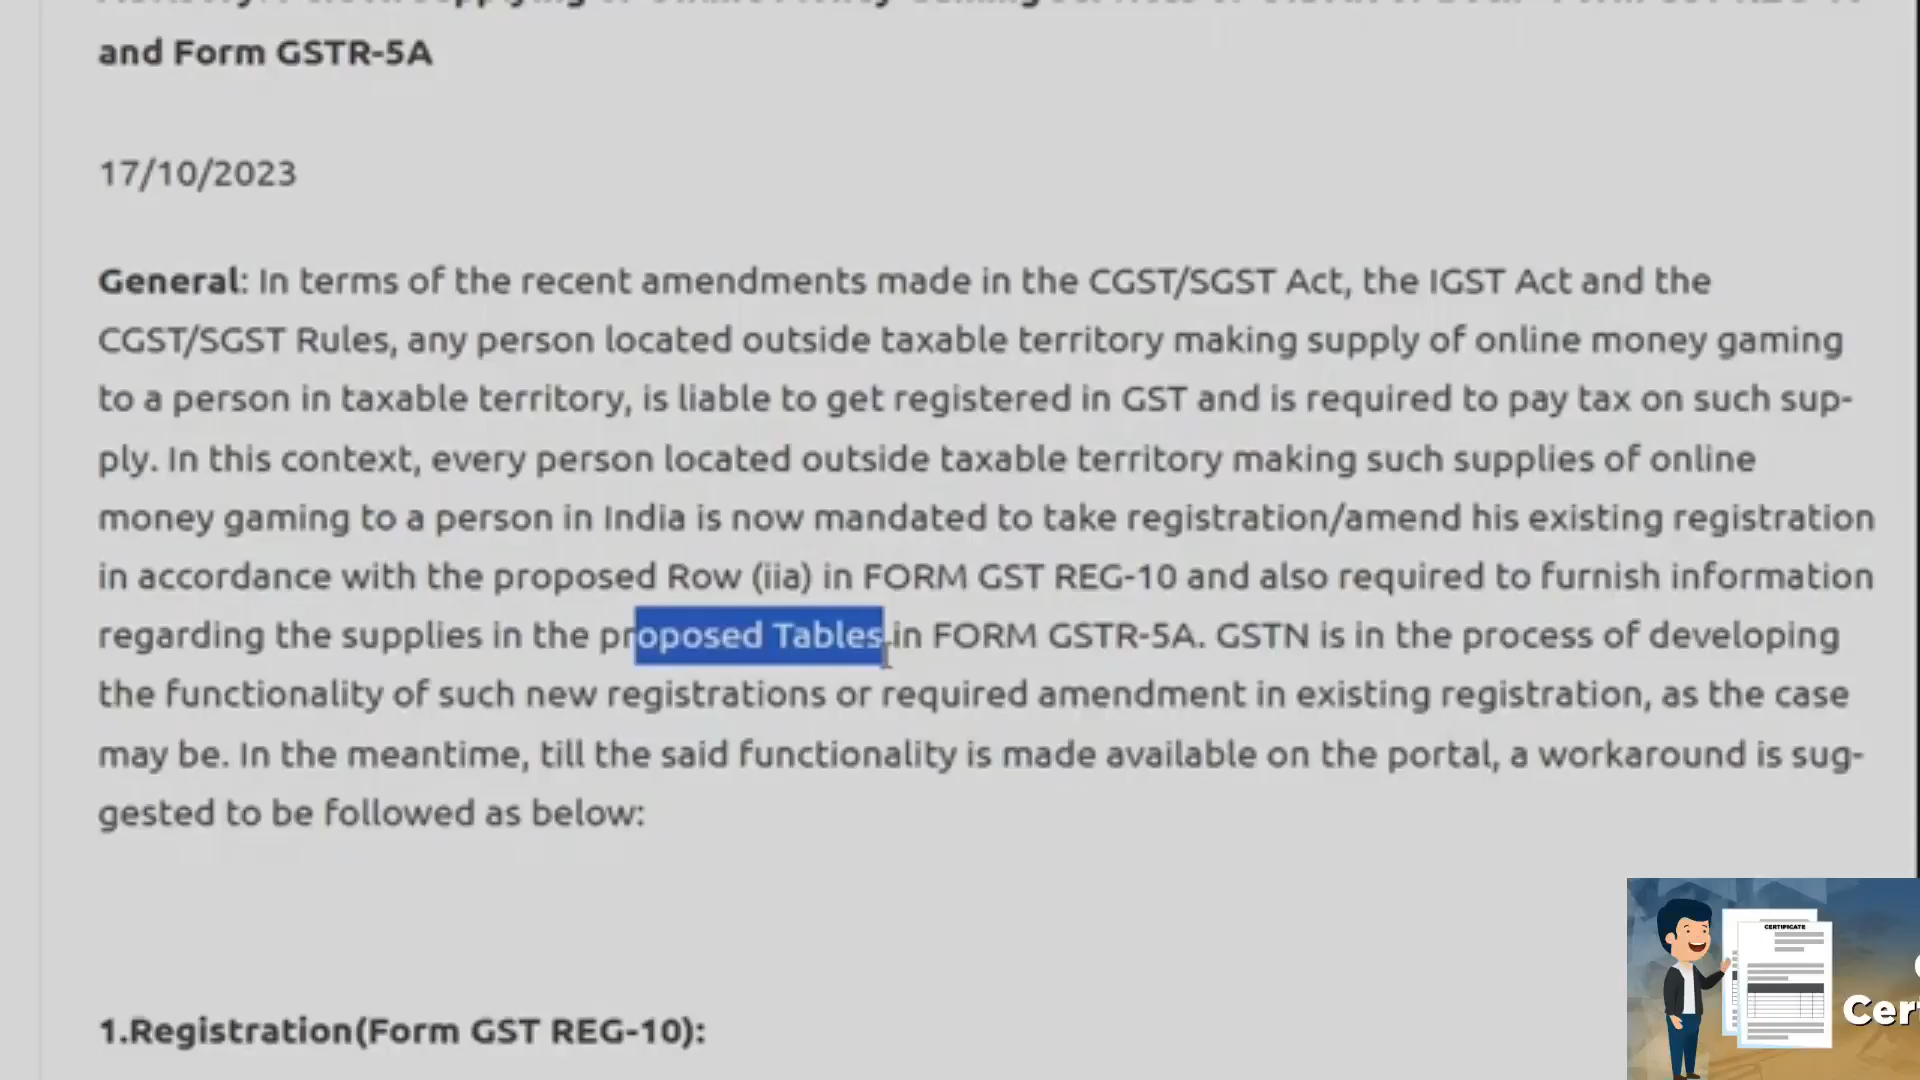 and Form GSTR-5A
17/10/2023
General: In terms of the recent amendments made in the CGST/SGST Act, the IGST Act and the
CGST/SGST Rules, any person located outside taxable territory making supply of online money gaming
to a person in taxable territory, is liable to get registered in GST and is required to pay tax on such sup-
ply. In this context, every person located outside taxable territory making such supplies of online
money gaming to a person in India is now mandated to take registration/amend his existing registration
in accordance with the proposed Row (iia) in FORM GST REG-10 and also required to furnish information
regarding the supplies in the proposed Tables in FORM GSTR-5A. GSTN is in the process of developing
the functionality of such new registrations or required amendment in existing registration, as the case
may be. In the meantime, till the said functionality is made available on the portal, a workaround is sug-
gested to be followed as below:
1.Registration(Form GST REG-10):
CERTIFICATE
Cert